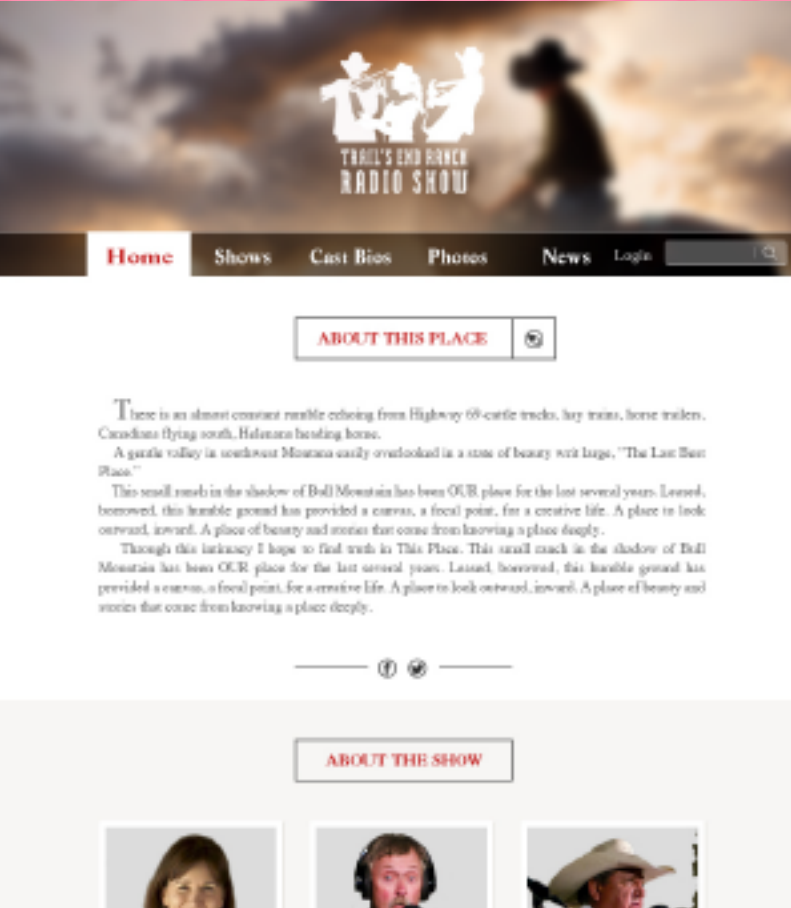 TRAIL'S END RANCH
RADIO SHOW
Home Shows Cast Bios Photos News Login
ABOUT THIS PLACE
There is an almost constant rumble echoing from Highway 69-cattle trucks, hay trains, horse trailers,
Canadians flying south, Helenans heading home.
A gentle valley in southwest Montana easily overlooked in a state of beauty writ large, "The Last Best
Place."
This small ranch in the shadow of Bull Mountain has been OUR place for the last several years. Leased,
borrowed, this humble ground has provided a canvas, a focal point, for a creative life. A place to look
outward, inward. A place of beauty and stories that come from knowing a place deeply.
Through this intimacy I hope to find truth in This Place. This small ranch in the shadow of Bull
Mountain has been OUR place for the last several years. Leased, borrowed, this humble ground has
provided a canvas, a focal point, for a creative life. A place to look outward, inward. A place of beauty and
stories that come from knowing a place deeply.
ABOUT THE SHOW